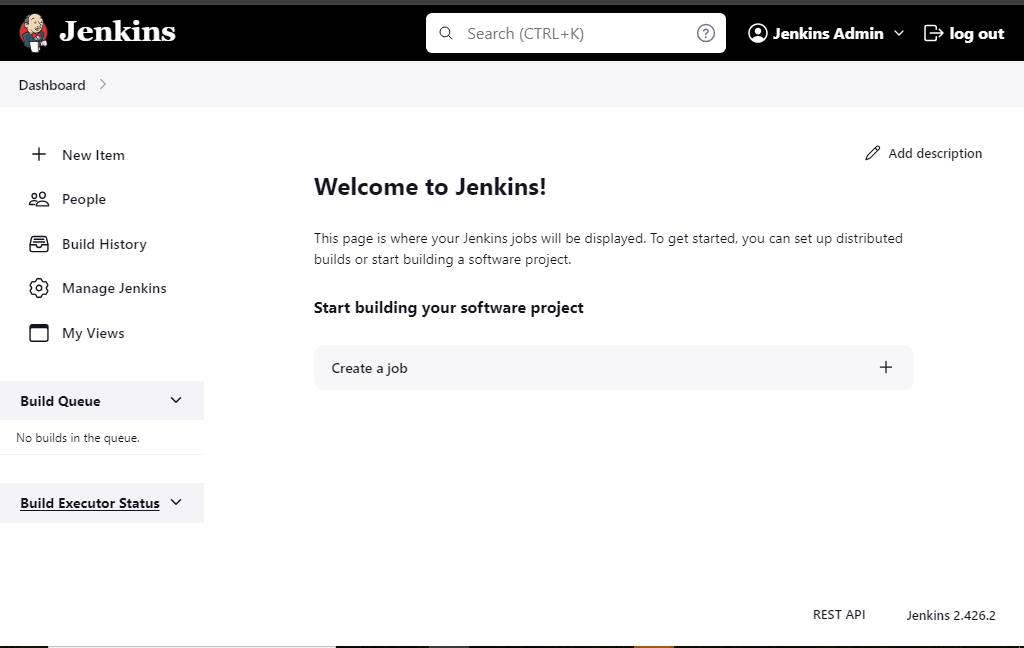 Jenkins
Search (CTRL+K)
Jenkins Admin
log out
Dashboard
New Item
People
Build History
Manage Jenkins
My Views
Build Queue
No builds in the queue.
Build Executor Status
Add description
Welcome to Jenkins!
This page is where your Jenkins jobs will be displayed. To get started, you can set up distributed
builds or start building a software project.
Start building your software project
Create a job
REST API
Jenkins 2.426.2